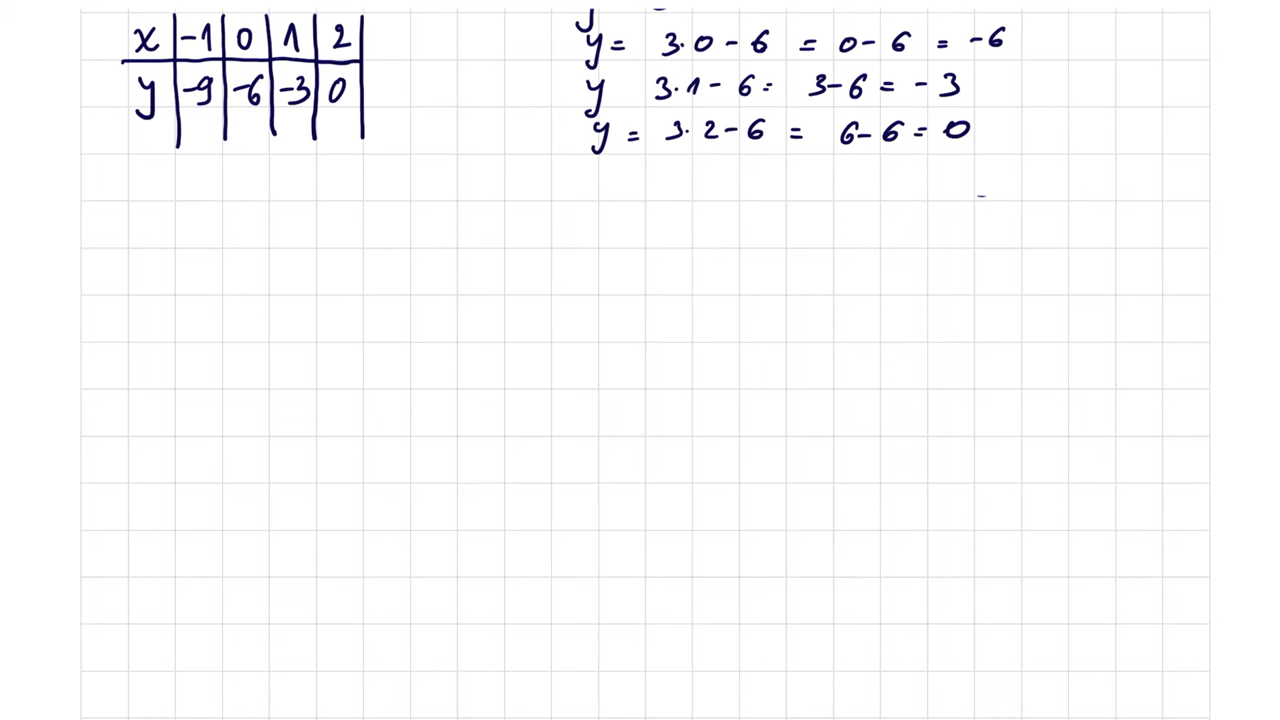 x | -1 | 0 | 1 | 2
y | -9 | -6 | -3 | 0
y = 3·0 - 6 = 0 - 6 = -6
y 3·1 - 6 = 3 - 6 = -3
y = 3·2 - 6 = 6 - 6 = 0